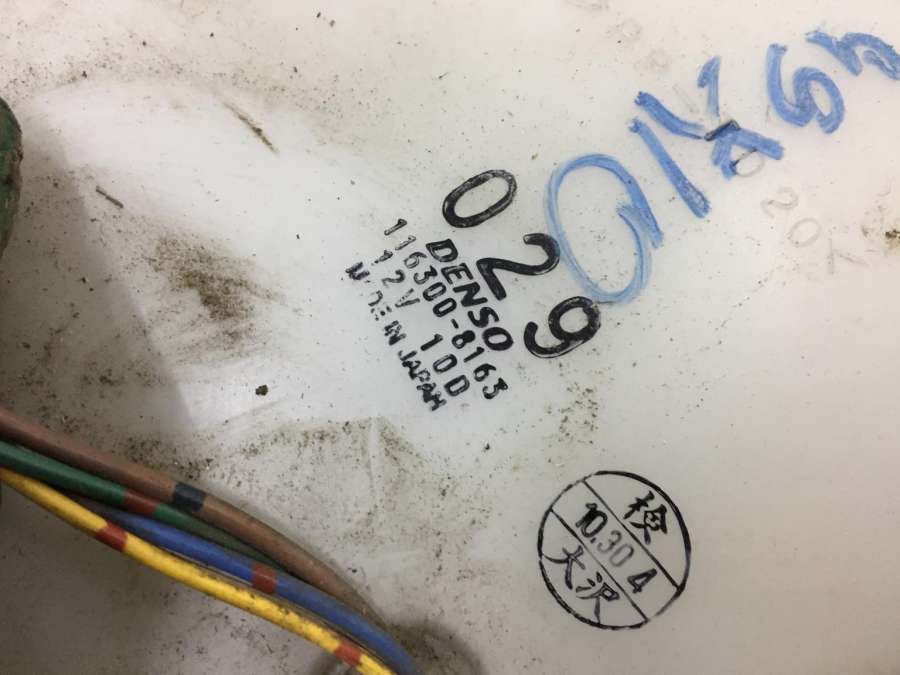 029
DENSO
116300-8163
12V 10D
MADE IN JAPAN
検
10.30 4
大沢